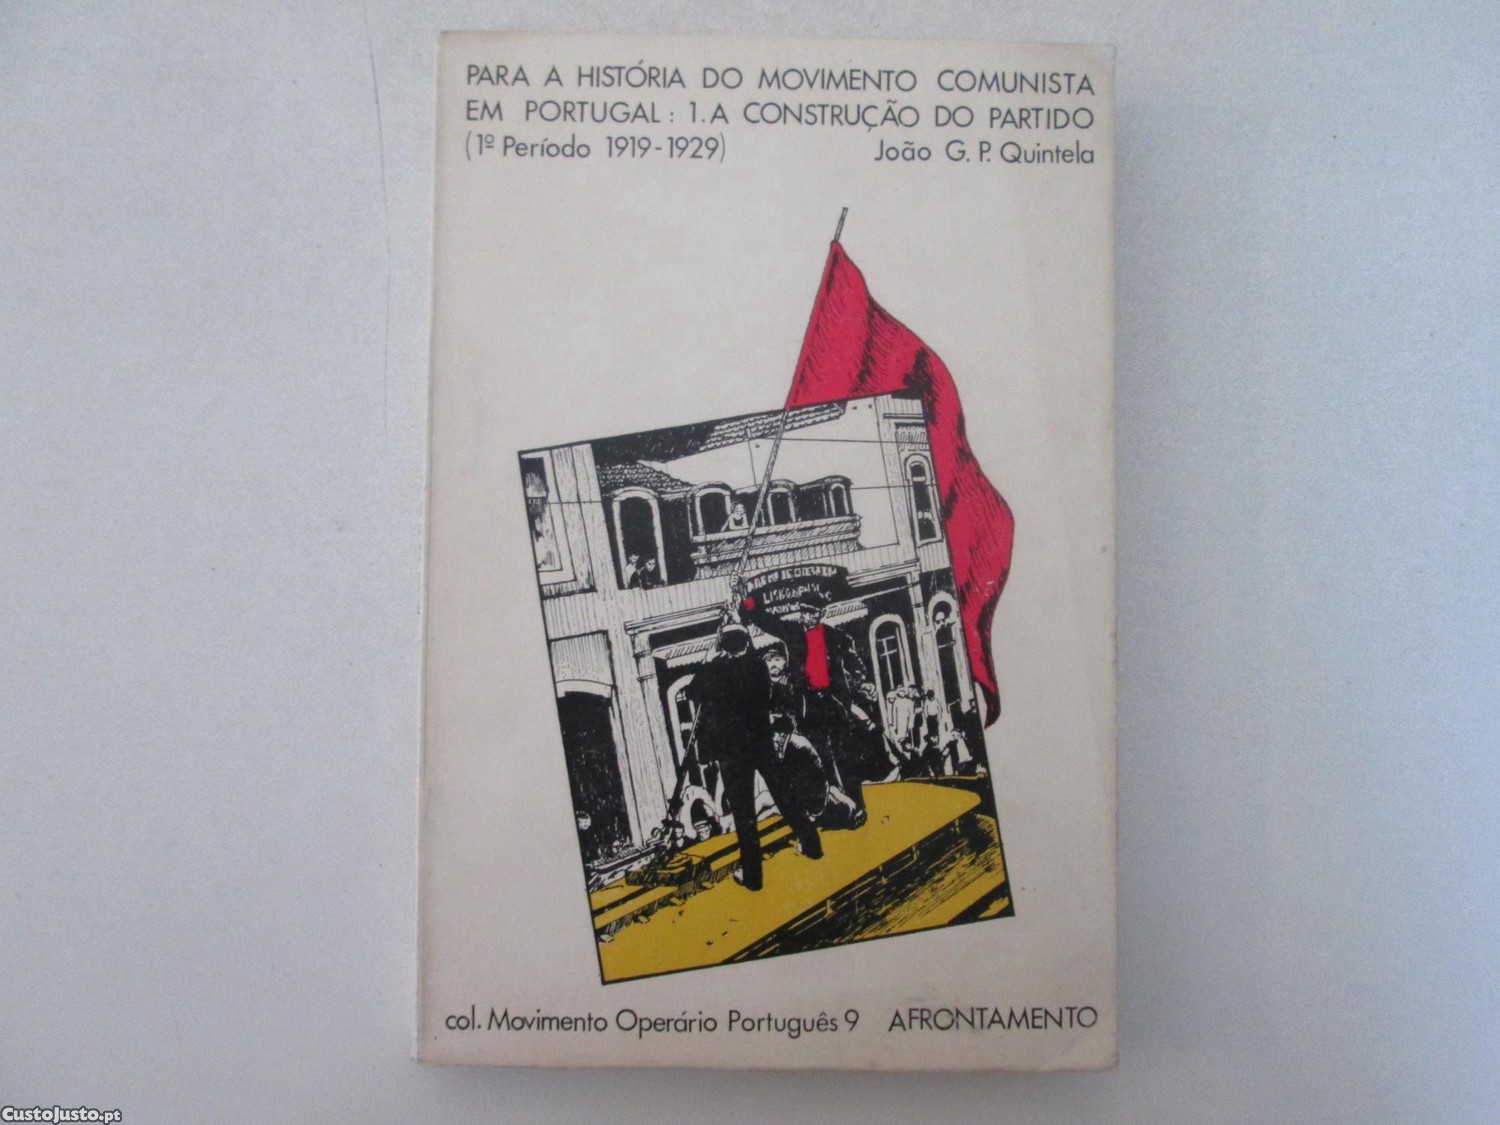 PARA A HISTÓRIA DO MOVIMENTO COMUNISTA
EM PORTUGAL: 1. A CONSTRUÇÃO DO PARTIDO
(1º Período 1919-1929) João G. P. Quintela
col. Movimento Operário Português 9 AFRONTAMENTO
CustoJusto.pt